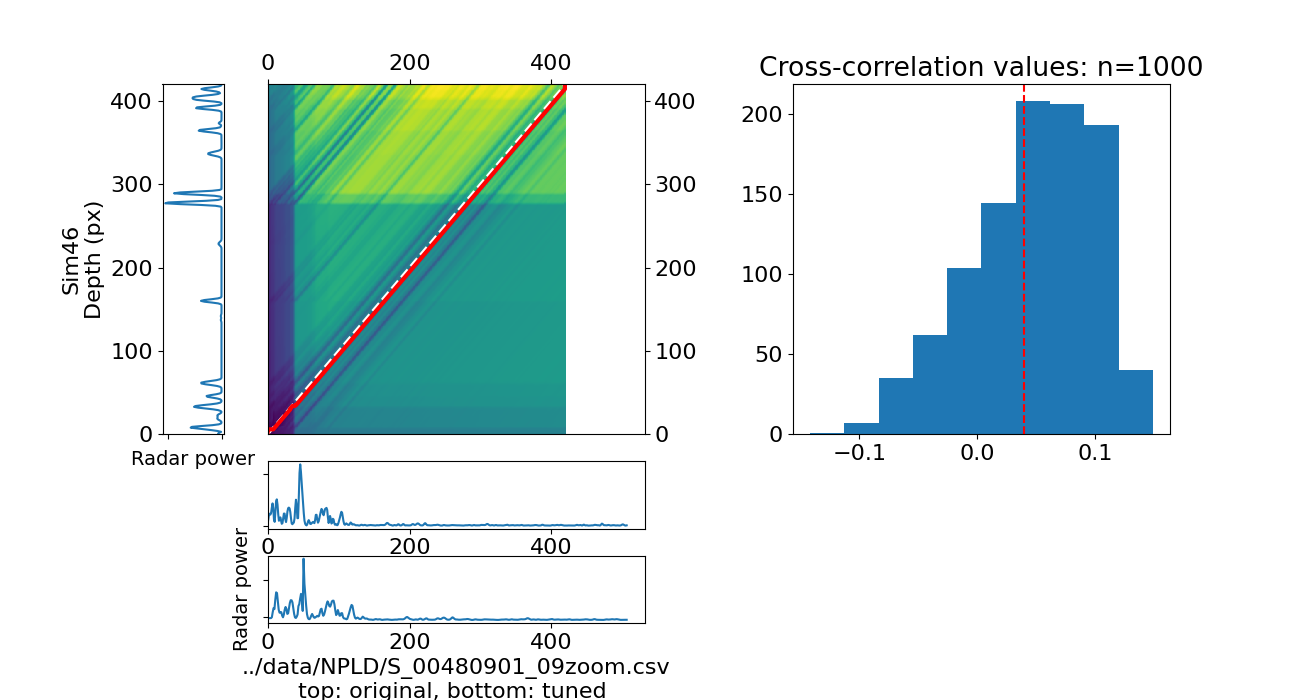 Cross-correlation values: n=1000
0 200 400
400
300
200
100
0
Sim46
Depth (px)
Radar power
400
300
200
100
0
200
150
100
50
0
−0.1 0.0 0.1
0 200 400
Radar power
0 200 400
../data/NPLD/S_00480901_09zoom.csv
top: original, bottom: tuned